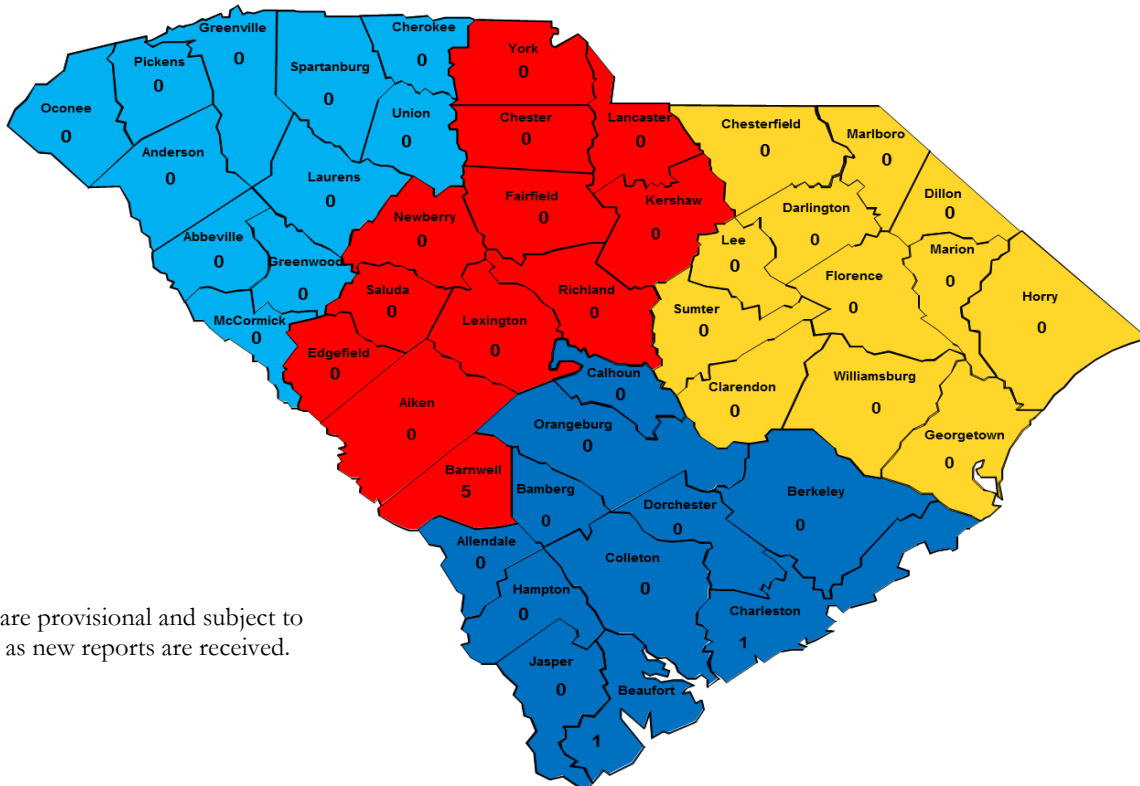 Greenville
0
Cherokee
0
Pickens
0
Spartanburg
0
York
0
Oconee
0
Union
0
Chester
0
Lancaster
0
Chesterfield
0
Marlboro
0
Anderson
0
Laurens
0
Fairfield
0
Kershaw
0
Dillon
0
Newberry
0
Darlington
0
Abbeville
0
Greenwood
0
Lee
0
Marion
0
Florence
0
Saluda
0
Richland
0
Horry
0
McCormick
0
Lexington
0
Sumter
0
Edgefield
0
Calhoun
0
Clarendon
0
Williamsburg
0
Aiken
0
Orangeburg
0
Georgetown
0
Barnwell
5
Bamberg
0
Dorchester
0
Berkeley
0
Allendale
0
Colleton
0
Hampton
0
Charleston
1
are provisional and subject to
as new reports are received.
Jasper
0
Beaufort
1